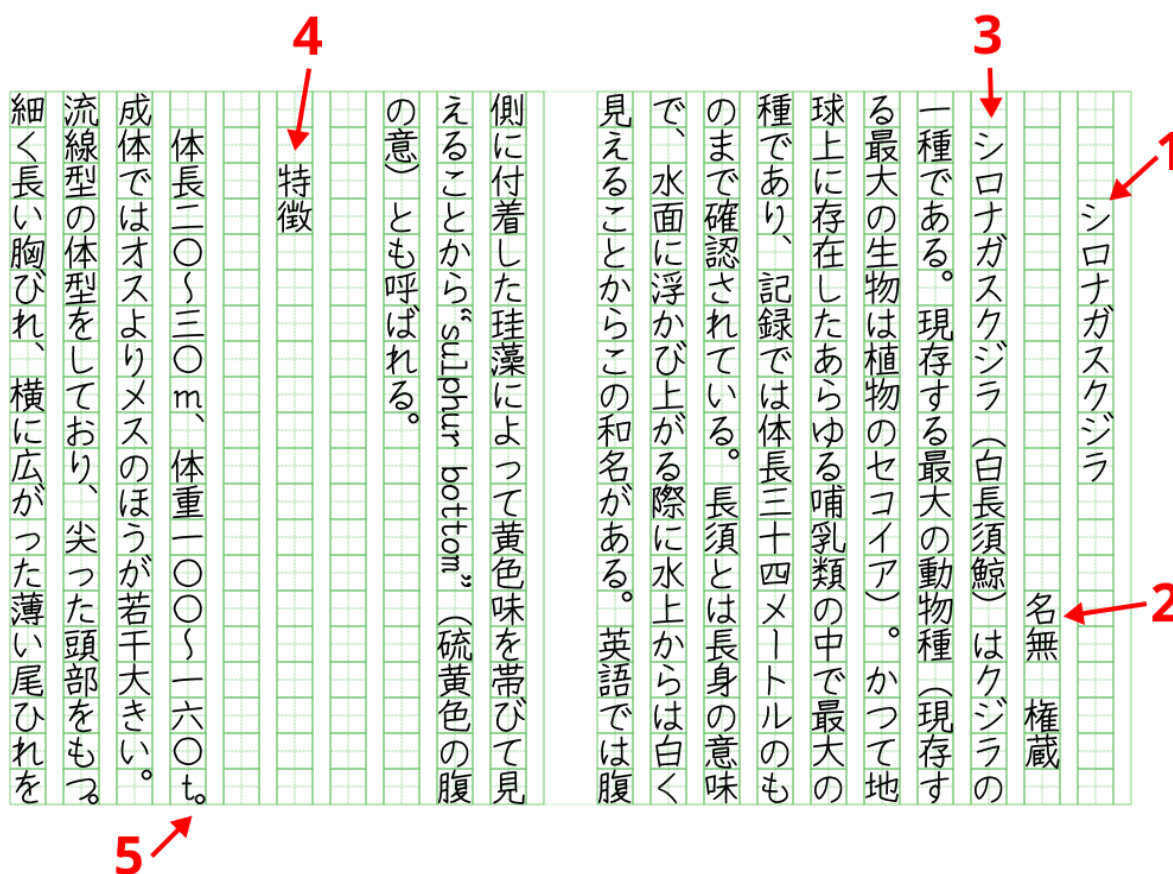 シロナガスクジラ
名無　権蔵
シロナガスクジラ（白長須鯨）はクジラの
一種である。現存する最大の動物種（現存す
る最大の生物は植物のセコイア）。かつて地
球上に存在したあらゆる哺乳類の中で最大の
種であり、記録では体長三十四メートルのも
のまで確認されている。長須とは長身の意味
で、水面に浮かび上がる際に水上からは白く
見えることからこの和名がある。英語では腹
側に付着した珪藻によって黄色味を帯びて見
えることから“sulphur bottom”（硫黄色の腹
の意）とも呼ばれる。
特徴
体長二〇〜三〇m、体重一〇〇〜一六〇t。
成体ではオスよりメスのほうが若干大きい。
流線型の体型をしており、尖った頭部をもつ。
細く長い胸びれ、横に広がった薄い尾ひれを
1
2
3
4
5